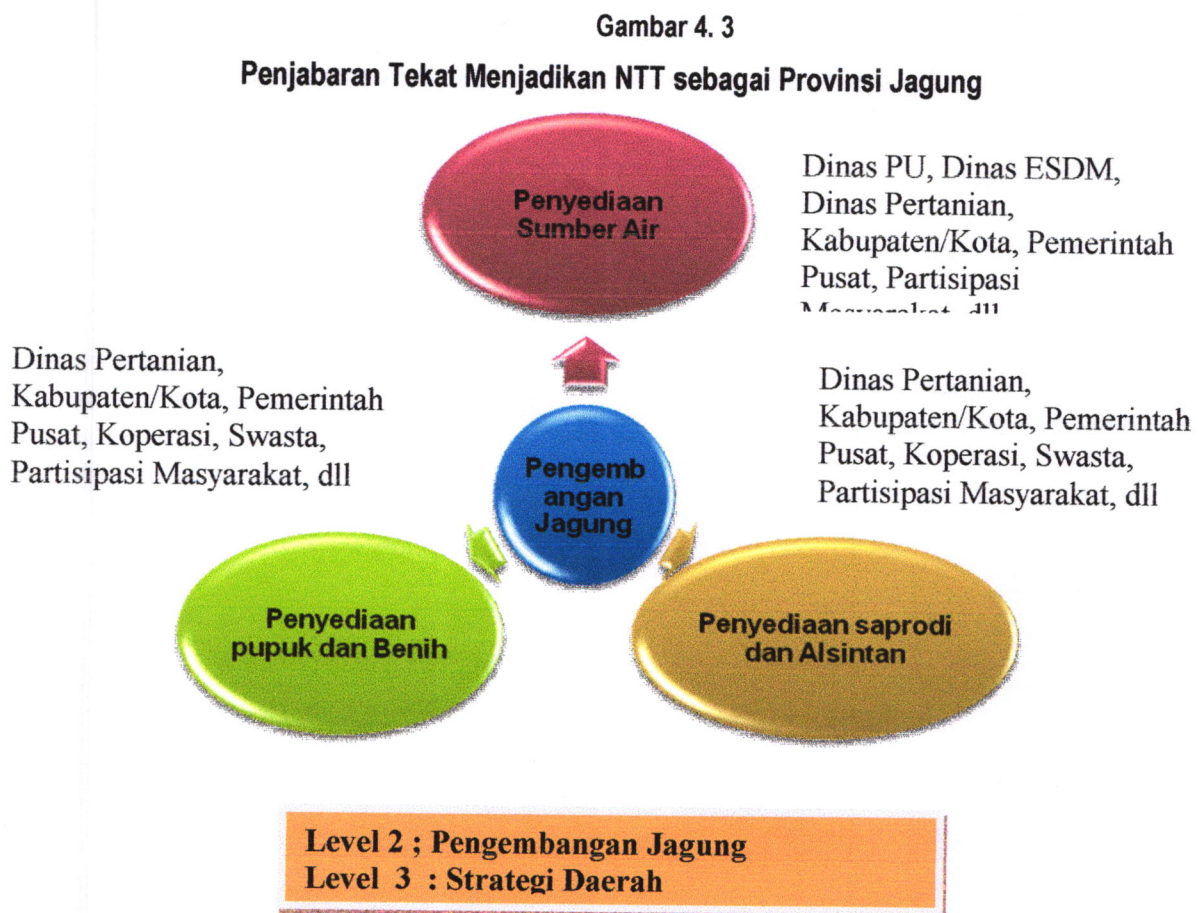 Gambar 4. 3
Penjabaran Tekat Menjadikan NTT sebagai Provinsi Jagung
Penyediaan
Sumber Air
Dinas PU, Dinas ESDM,
Dinas Pertanian,
Kabupaten/Kota, Pemerintah
Pusat, Partisipasi
Dinas Pertanian,
Kabupaten/Kota, Pemerintah
Pusat, Koperasi, Swasta,
Partisipasi Masyarakat, dll
Dinas Pertanian,
Kabupaten/Kota, Pemerintah
Pusat, Koperasi, Swasta,
Partisipasi Masyarakat, dll
Pengemb
angan
Jagung
Penyediaan
pupuk dan Benih
Penyediaan saprodi
dan Alsintan
Level 2 ; Pengembangan Jagung
Level 3 : Strategi Daerah